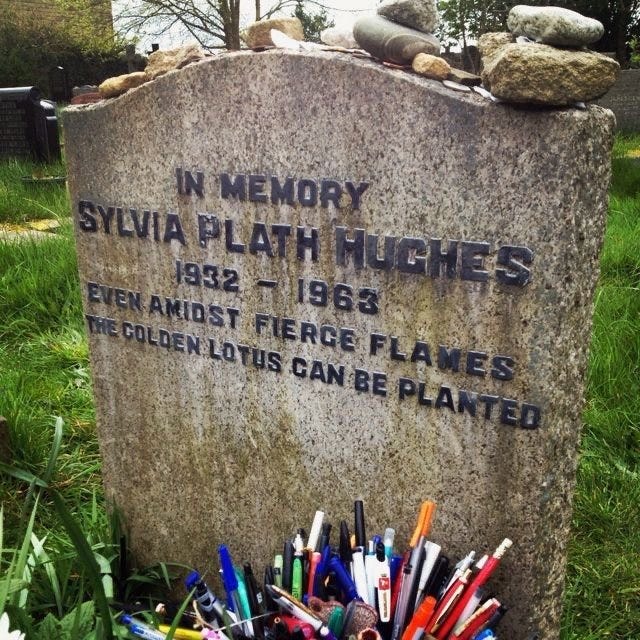 IN MEMORY
SYLVIA PLATH HUGHES
1932 – 1963
EVEN AMIDST FIERCE FLAMES
THE GOLDEN LOTUS CAN BE PLANTED